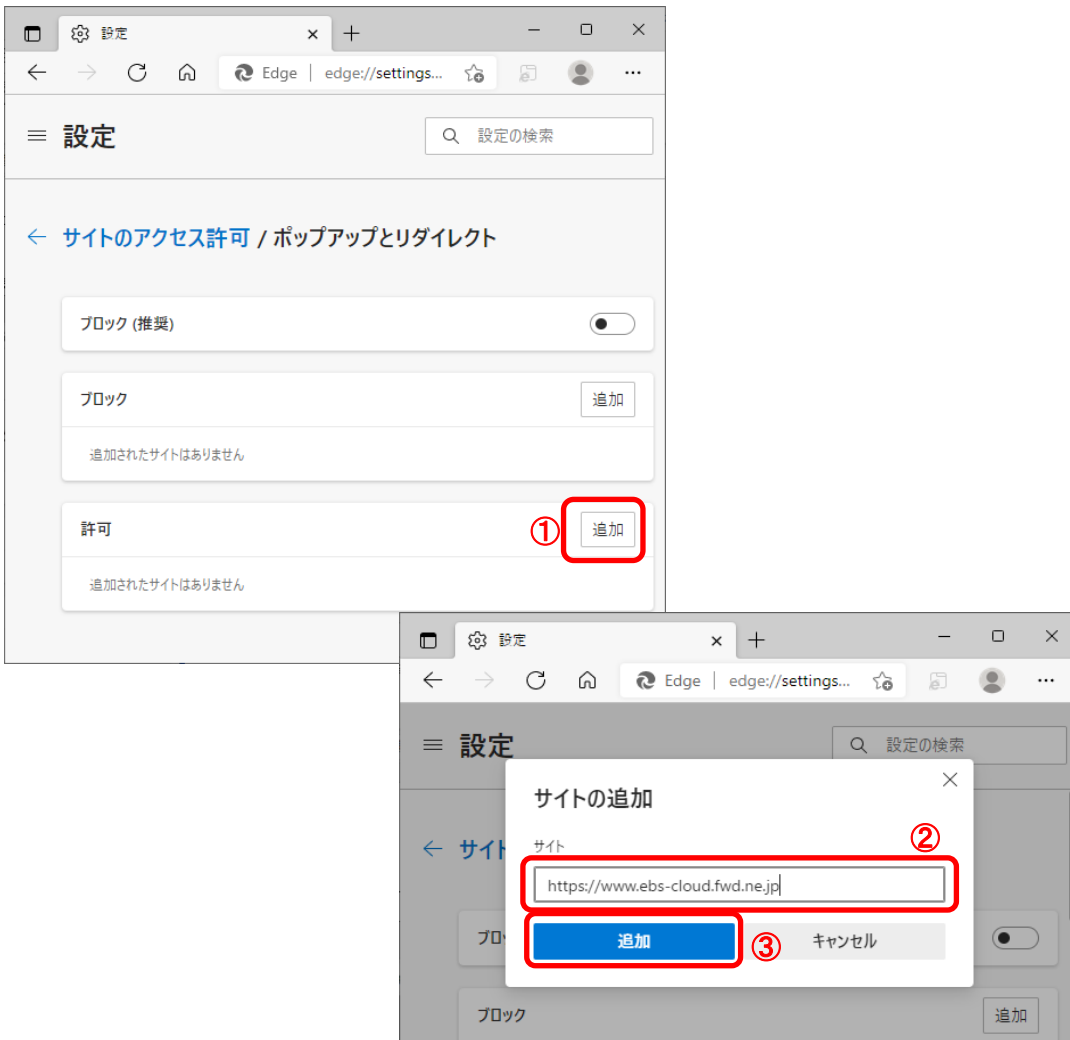 設定
Edge edge://settings...
設定
設定の検索
サイトのアクセス許可 / ポップアップとリダイレクト
ブロック (推奨)
ブロック
追加
追加されたサイトはありません
許可
①
追加
追加されたサイトはありません
設定
Edge edge://settings...
設定
設定の検索
サイトの追加
サイト
②
サイト
https://www.ebs-cloud.fwd.ne.jp
ブロ
追加
③
キャンセル
ブロック
追加